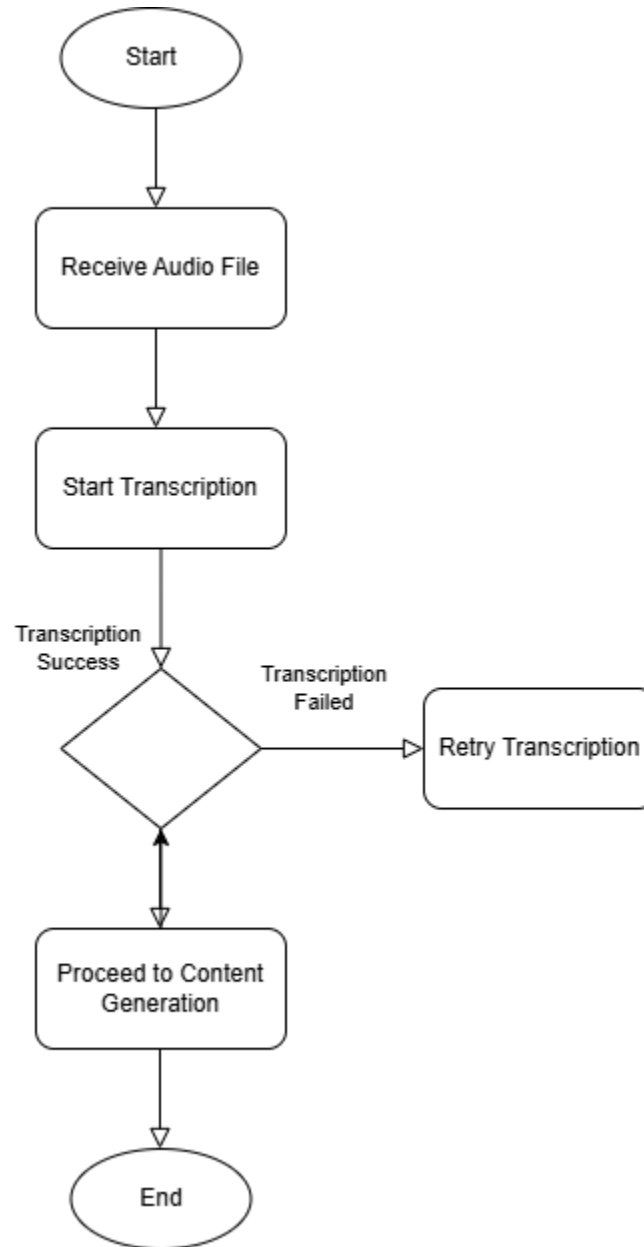 Start
Receive Audio File
Start Transcription
Transcription
Success
Transcription
Failed
Retry Transcription
Proceed to Content
Generation
End